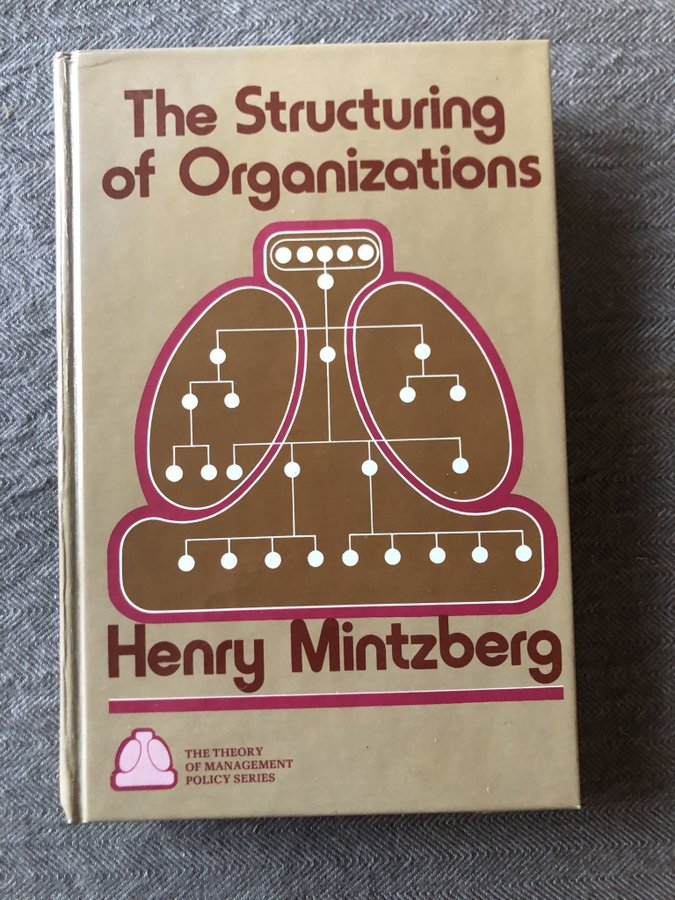 The Structuring
of Organizations
Henry Mintzberg
THE THEORY
OF MANAGEMENT
POLICY SERIES